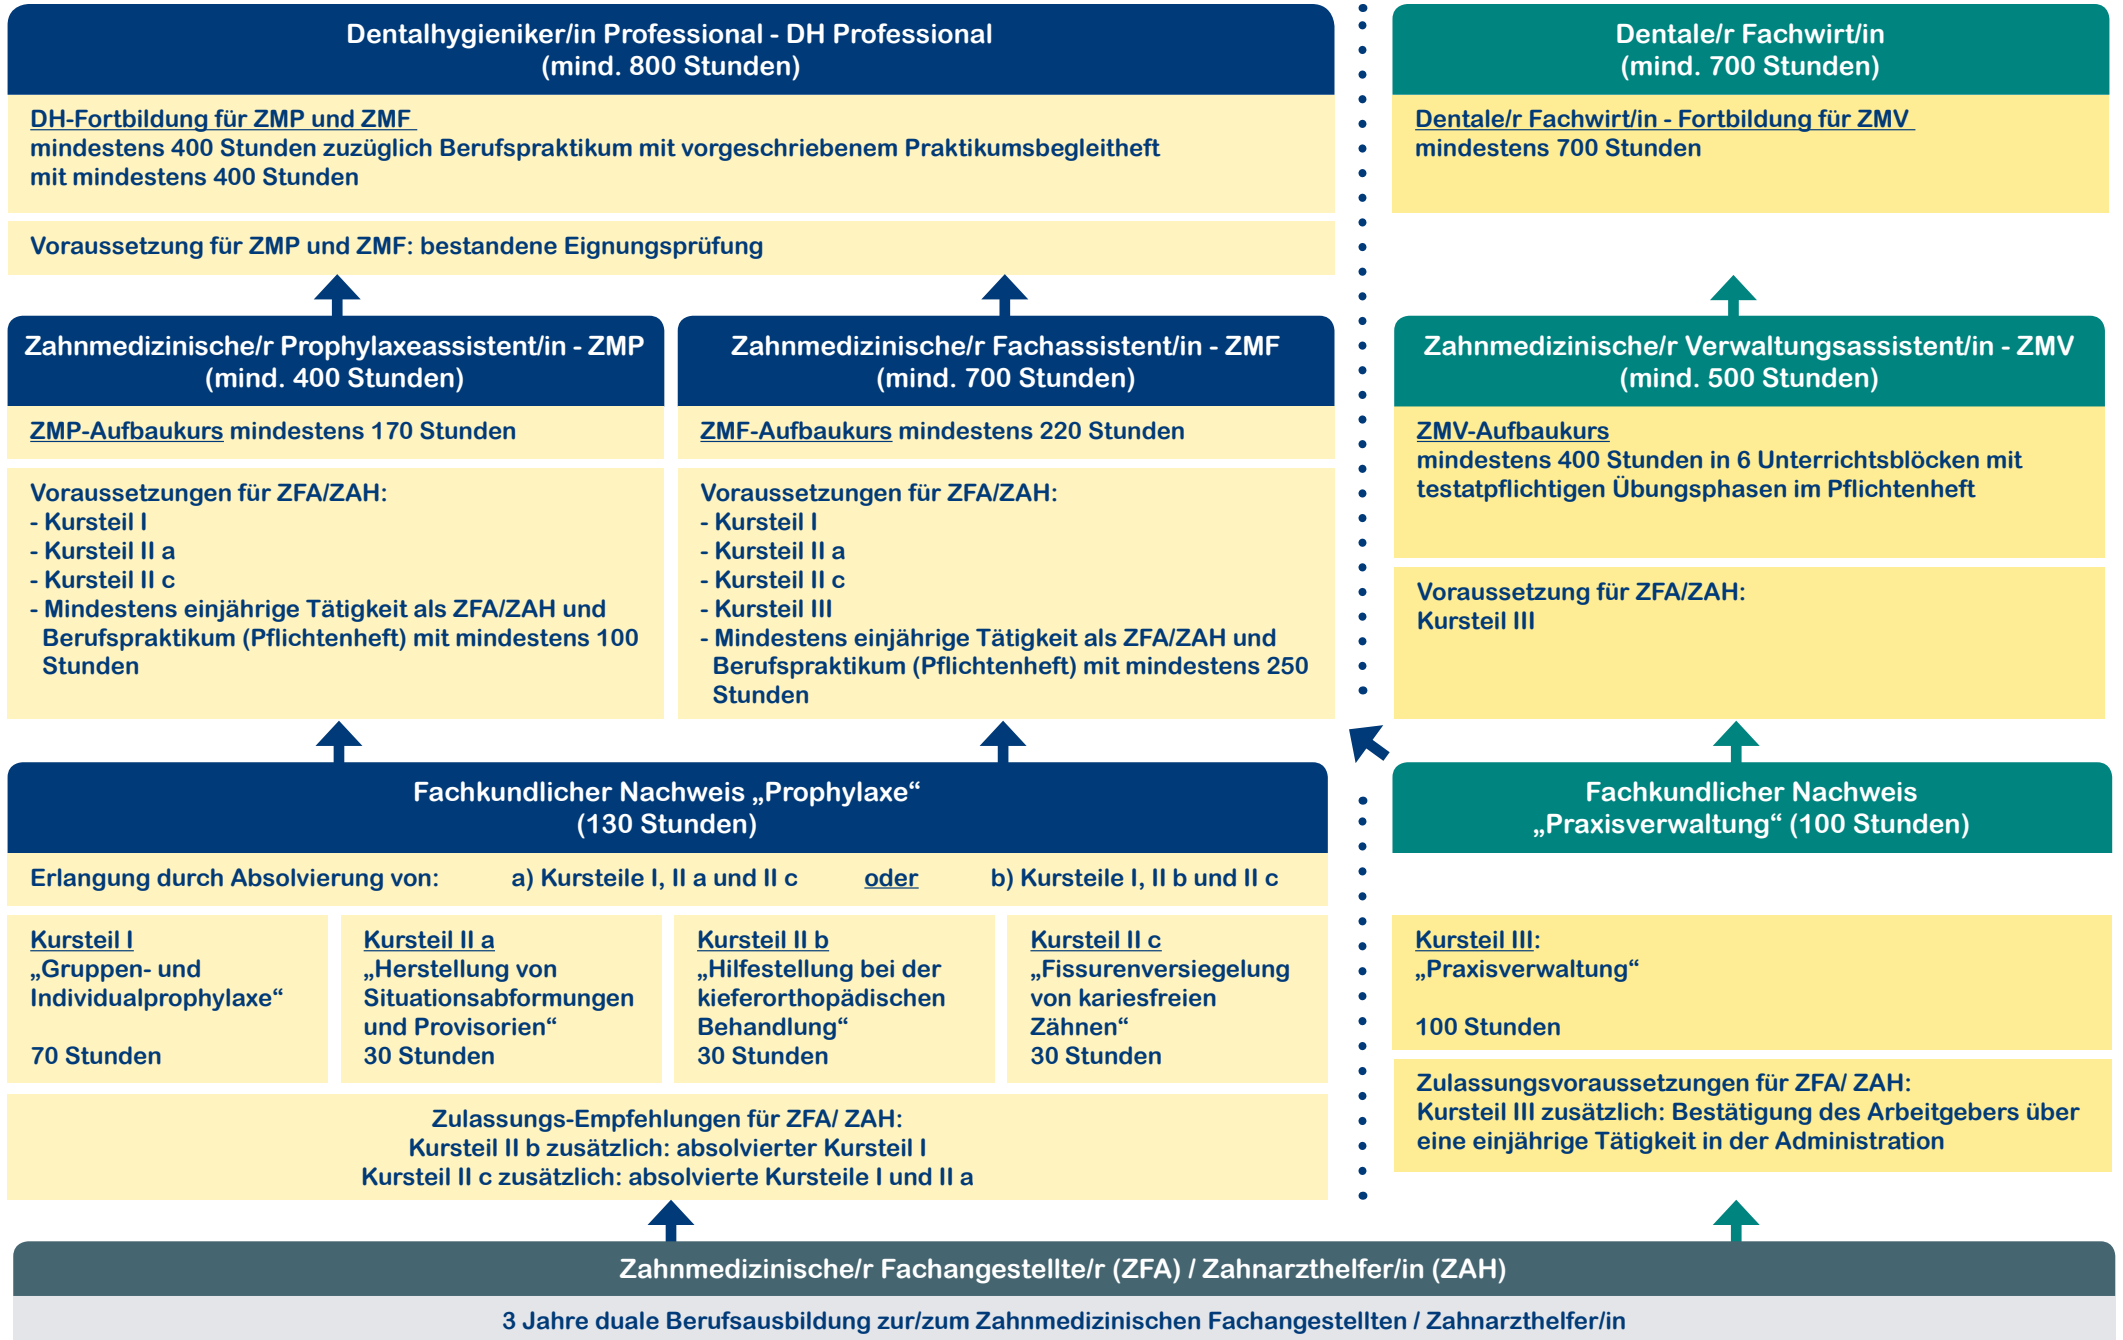 Dentalhygieniker/in Professional - DH Professional
(mind. 800 Stunden)
DH-Fortbildung für ZMP und ZMF
mindestens 400 Stunden zuzüglich Berufspraktikum mit vorgeschriebenem Praktikumsbegleitheft
mit mindestens 400 Stunden
Voraussetzung für ZMP und ZMF: bestandene Eignungsprüfung
Dentale/r Fachwirt/in
(mind. 700 Stunden)
Dentale/r Fachwirt/in - Fortbildung für ZMV
mindestens 700 Stunden
Zahnmedizinische/r Prophylaxeassistent/in - ZMP
(mind. 400 Stunden)
ZMP-Aufbaukurs mindestens 170 Stunden
Voraussetzungen für ZFA/ZAH:
- Kursteil I
- Kursteil II a
- Kursteil II c
- Mindestens einjährige Tätigkeit als ZFA/ZAH und
Berufspraktikum (Pflichtenheft) mit mindestens 100
Stunden
Zahnmedizinische/r Fachassistent/in - ZMF
(mind. 700 Stunden)
ZMF-Aufbaukurs mindestens 220 Stunden
Voraussetzungen für ZFA/ZAH:
- Kursteil I
- Kursteil II a
- Kursteil II c
- Kursteil III
- Mindestens einjährige Tätigkeit als ZFA/ZAH und
Berufspraktikum (Pflichtenheft) mit mindestens 250
Stunden
Zahnmedizinische/r Verwaltungsassistent/in - ZMV
(mind. 500 Stunden)
ZMV-Aufbaukurs
mindestens 400 Stunden in 6 Unterrichtsblöcken mit
testatpflichtigen Übungsphasen im Pflichtenheft
Voraussetzung für ZFA/ZAH:
Kursteil III
Fachkundlicher Nachweis „Prophylaxe“
(130 Stunden)
Erlangung durch Absolvierung von: a) Kursteile I, II a und II c oder b) Kursteile I, II b und II c
Kursteil I
„Gruppen- und
Individualprophylaxe“
70 Stunden
Kursteil II a
„Herstellung von
Situationsabformungen
und Provisorien“
30 Stunden
Kursteil II b
„Hilfestellung bei der
kieferorthopädischen
Behandlung“
30 Stunden
Kursteil II c
„Fissurenversiegelung
von kariesfreien
Zähnen“
30 Stunden
Zulassungs-Empfehlungen für ZFA/ ZAH:
Kursteil II b zusätzlich: absolvierter Kursteil I
Kursteil II c zusätzlich: absolvierte Kursteile I und II a
Fachkundlicher Nachweis
„Praxisverwaltung“ (100 Stunden)
Kursteil III:
„Praxisverwaltung“
100 Stunden
Zulassungsvoraussetzungen für ZFA/ ZAH:
Kursteil III zusätzlich: Bestätigung des Arbeitgebers über
eine einjährige Tätigkeit in der Administration
Zahnmedizinische/r Fachangestellte/r (ZFA) / Zahnarzthelfer/in (ZAH)
3 Jahre duale Berufsausbildung zur/zum Zahnmedizinischen Fachangestellten / Zahnarzthelfer/in